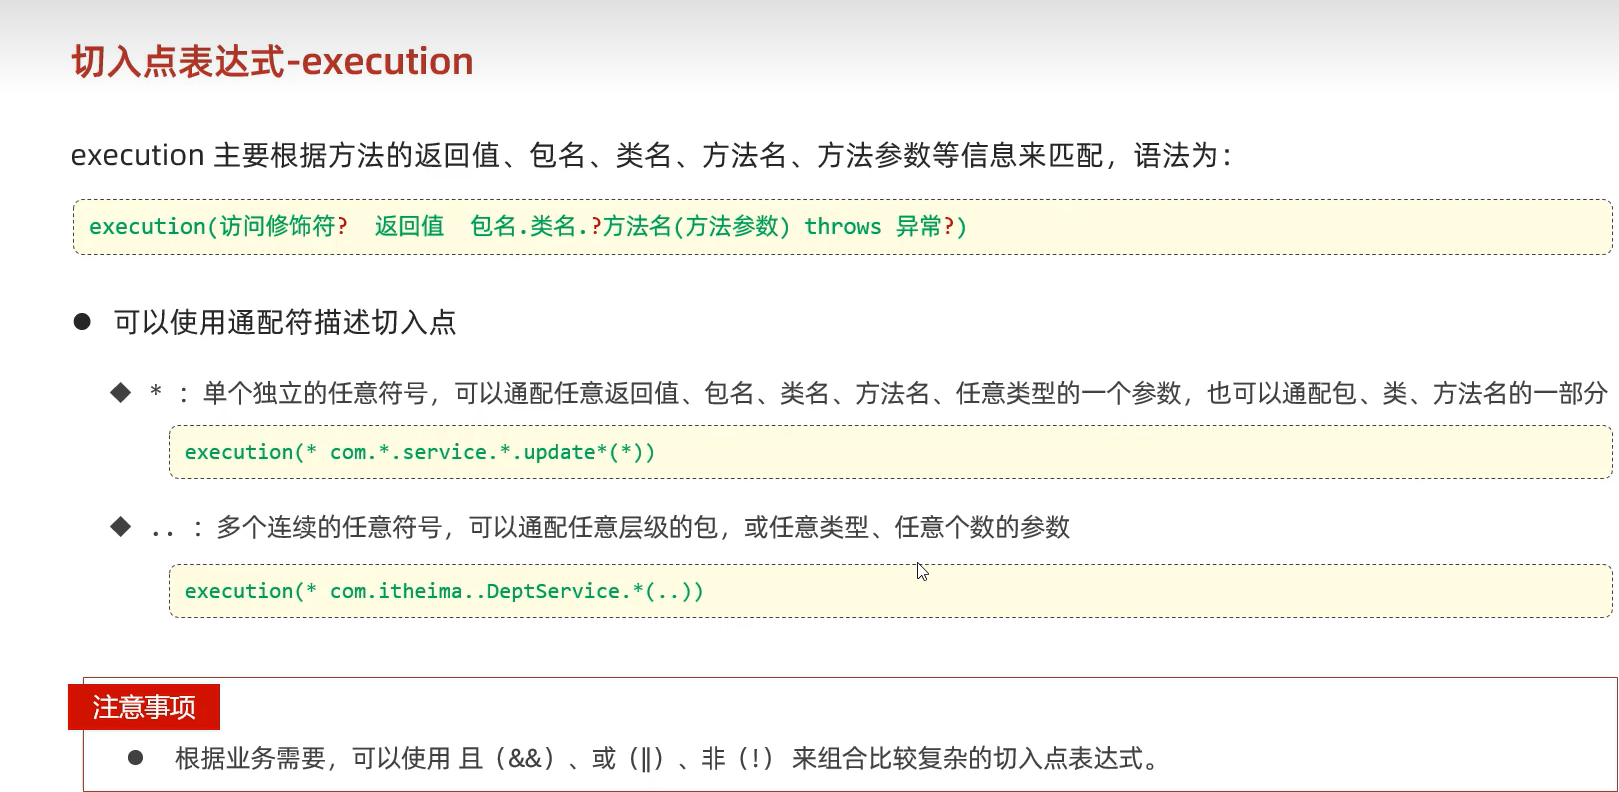 切入点表达式-execution
execution 主要根据方法的返回值、包名、类名、方法名、方法参数等信息来匹配，语法为：
execution(访问修饰符?  返回值  包名.类名.?方法名(方法参数) throws 异常?)
● 可以使用通配符描述切入点
◆ * ：单个独立的任意符号，可以通配任意返回值、包名、类名、方法名、任意类型的一个参数，也可以通配包、类、方法名的一部分
execution(* com.*.service.*.update*(*))
◆ .. ：多个连续的任意符号，可以通配任意层级的包，或任意类型、任意个数的参数
execution(* com.itheima..DeptService.*(..))
注意事项
● 根据业务需要，可以使用 且（&&）、或（||）、非（!） 来组合比较复杂的切入点表达式。